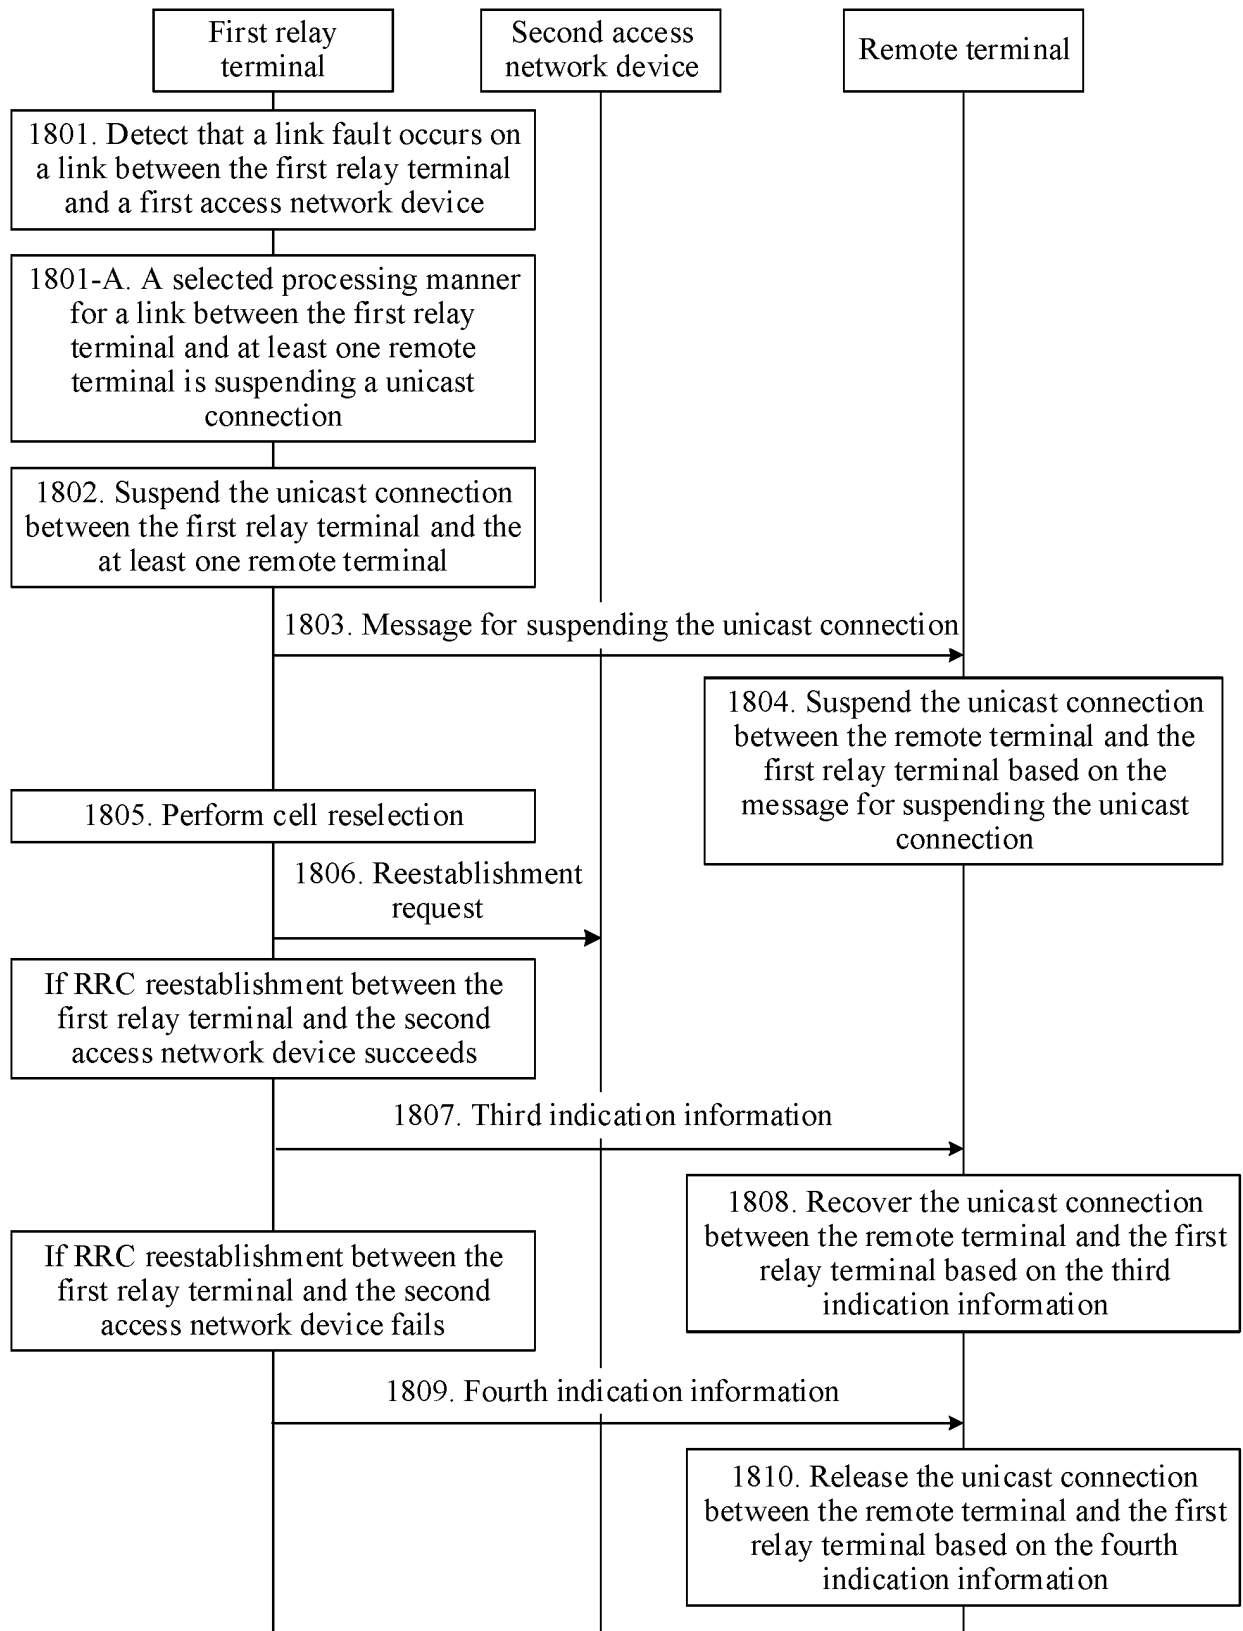 First relay
terminal
Second access
network device
Remote terminal
1801. Detect that a link fault occurs on
a link between the first relay terminal
and a first access network device
1801-A. A selected processing manner
for a link between the first relay
terminal and at least one remote
terminal is suspending a unicast
connection
1802. Suspend the unicast connection
between the first relay terminal and the
at least one remote terminal
1803. Message for suspending the unicast connection
1804. Suspend the unicast connection
between the remote terminal and the
first relay terminal based on the
message for suspending the unicast
connection
1805. Perform cell reselection
1806. Reestablishment
request
If RRC reestablishment between the
first relay terminal and the second
access network device succeeds
1807. Third indication information
1808. Recover the unicast connection
between the remote terminal and the first
relay terminal based on the third
indication information
If RRC reestablishment between the
first relay terminal and the second
access network device fails
1809. Fourth indication information
1810. Release the unicast connection
between the remote terminal and the first
relay terminal based on the fourth
indication information